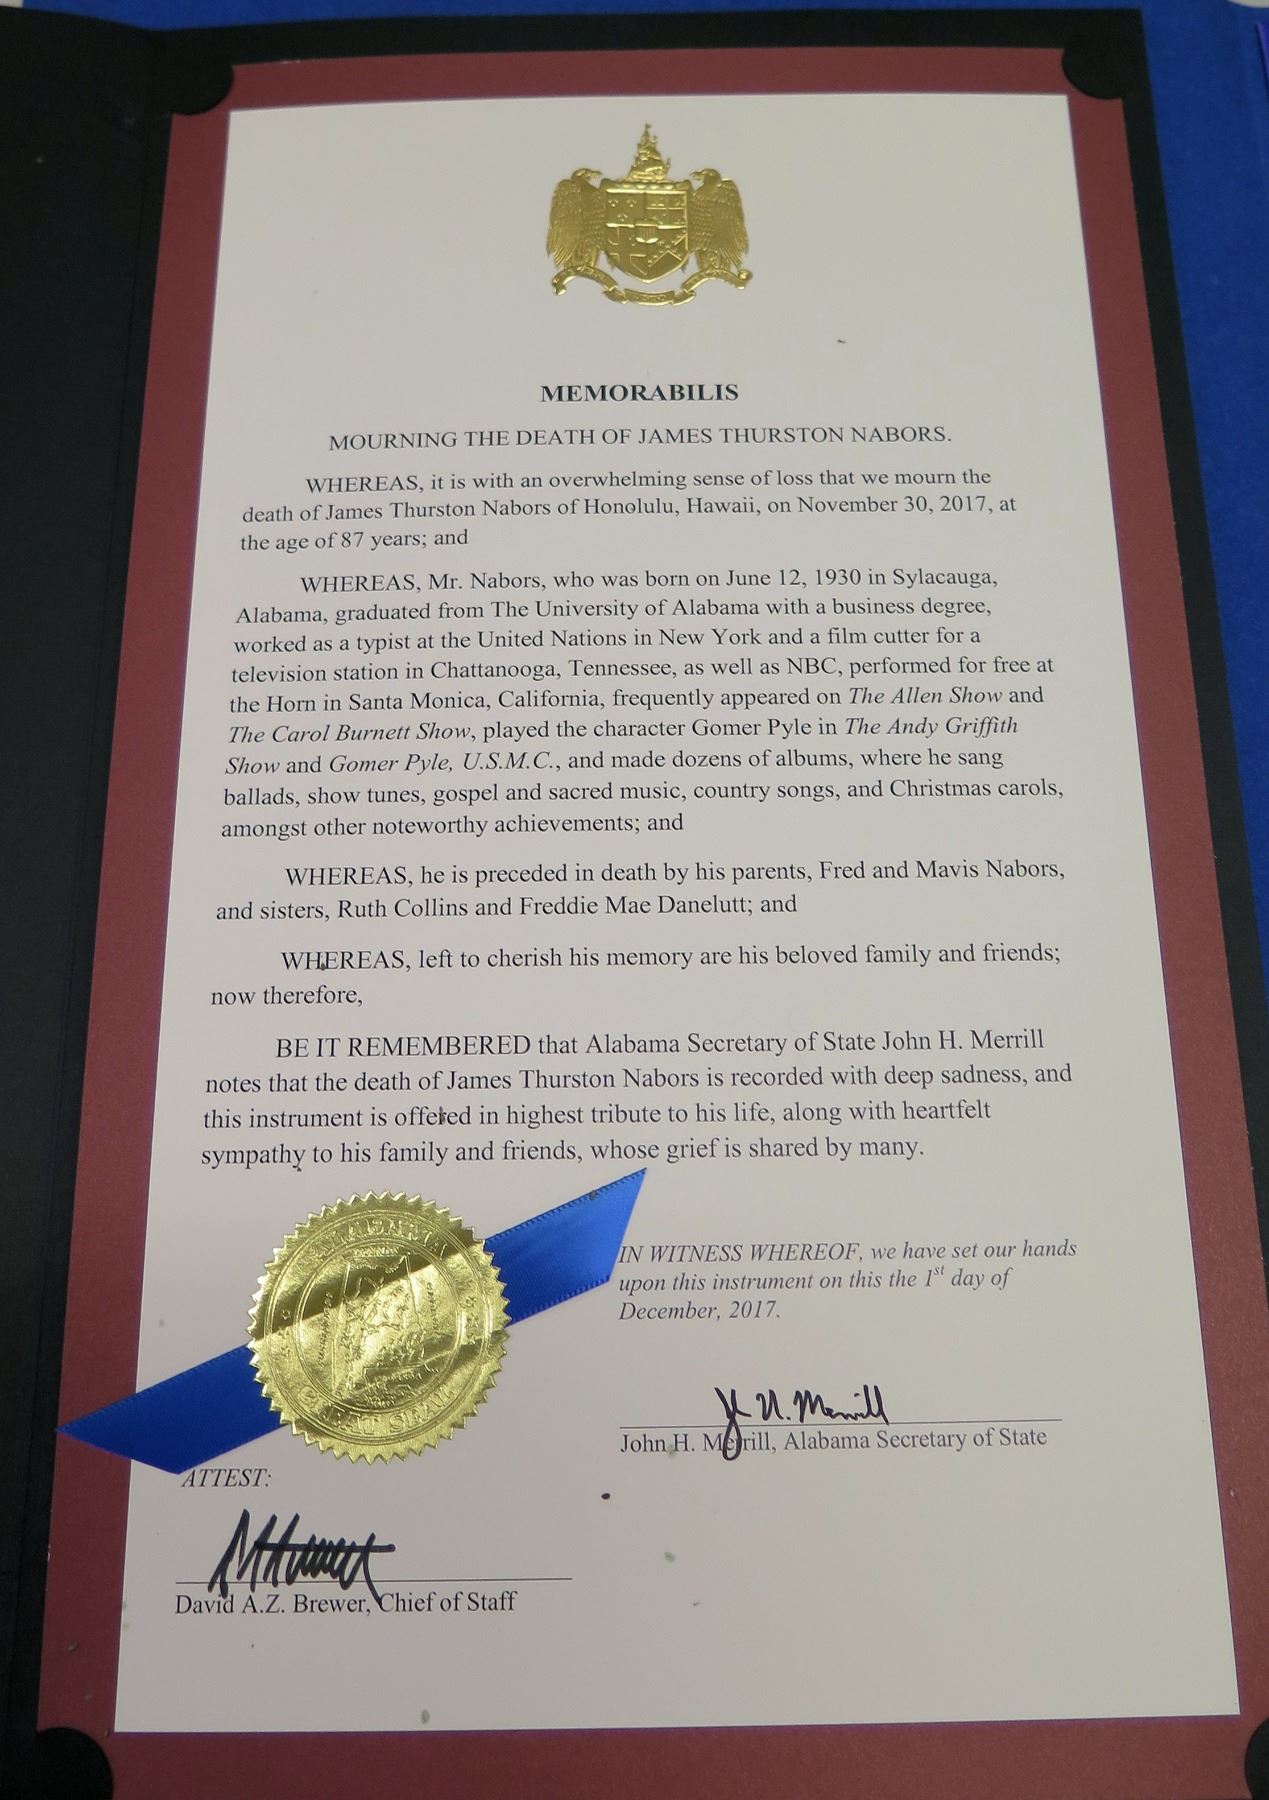 MEMORABILIS
MOURNING THE DEATH OF JAMES THURSTON NABORS.
WHEREAS, it is with an overwhelming sense of loss that we mourn the
death of James Thurston Nabors of Honolulu, Hawaii, on November 30, 2017, at
the age of 87 years; and
WHEREAS, Mr. Nabors, who was born on June 12, 1930 in Sylacauga,
Alabama, graduated from The University of Alabama with a business degree,
worked as a typist at the United Nations in New York and a film cutter for a
television station in Chattanooga, Tennessee, as well as NBC, performed for free at
the Horn in Santa Monica, California, frequently appeared on The Allen Show and
The Carol Burnett Show, played the character Gomer Pyle in The Andy Griffith
Show and Gomer Pyle, U.S.M.C., and made dozens of albums, where he sang
ballads, show tunes, gospel and sacred music, country songs, and Christmas carols,
amongst other noteworthy achievements; and
WHEREAS, he is preceded in death by his parents, Fred and Mavis Nabors,
and sisters, Ruth Collins and Freddie Mae Danelutt; and
WHEREAS, left to cherish his memory are his beloved family and friends;
now therefore,
BE IT REMEMBERED that Alabama Secretary of State John H. Merrill
notes that the death of James Thurston Nabors is recorded with deep sadness, and
this instrument is offered in highest tribute to his life, along with heartfelt
sympathy to his family and friends, whose grief is shared by many.
IN WITNESS WHEREOF, we have set our hands
upon this instrument on this the 1st day of
December, 2017.
J H. Merrill
John H. Merrill, Alabama Secretary of State
GREAT SEAL
ATTEST:
David A.Z. Brewer, Chief of Staff